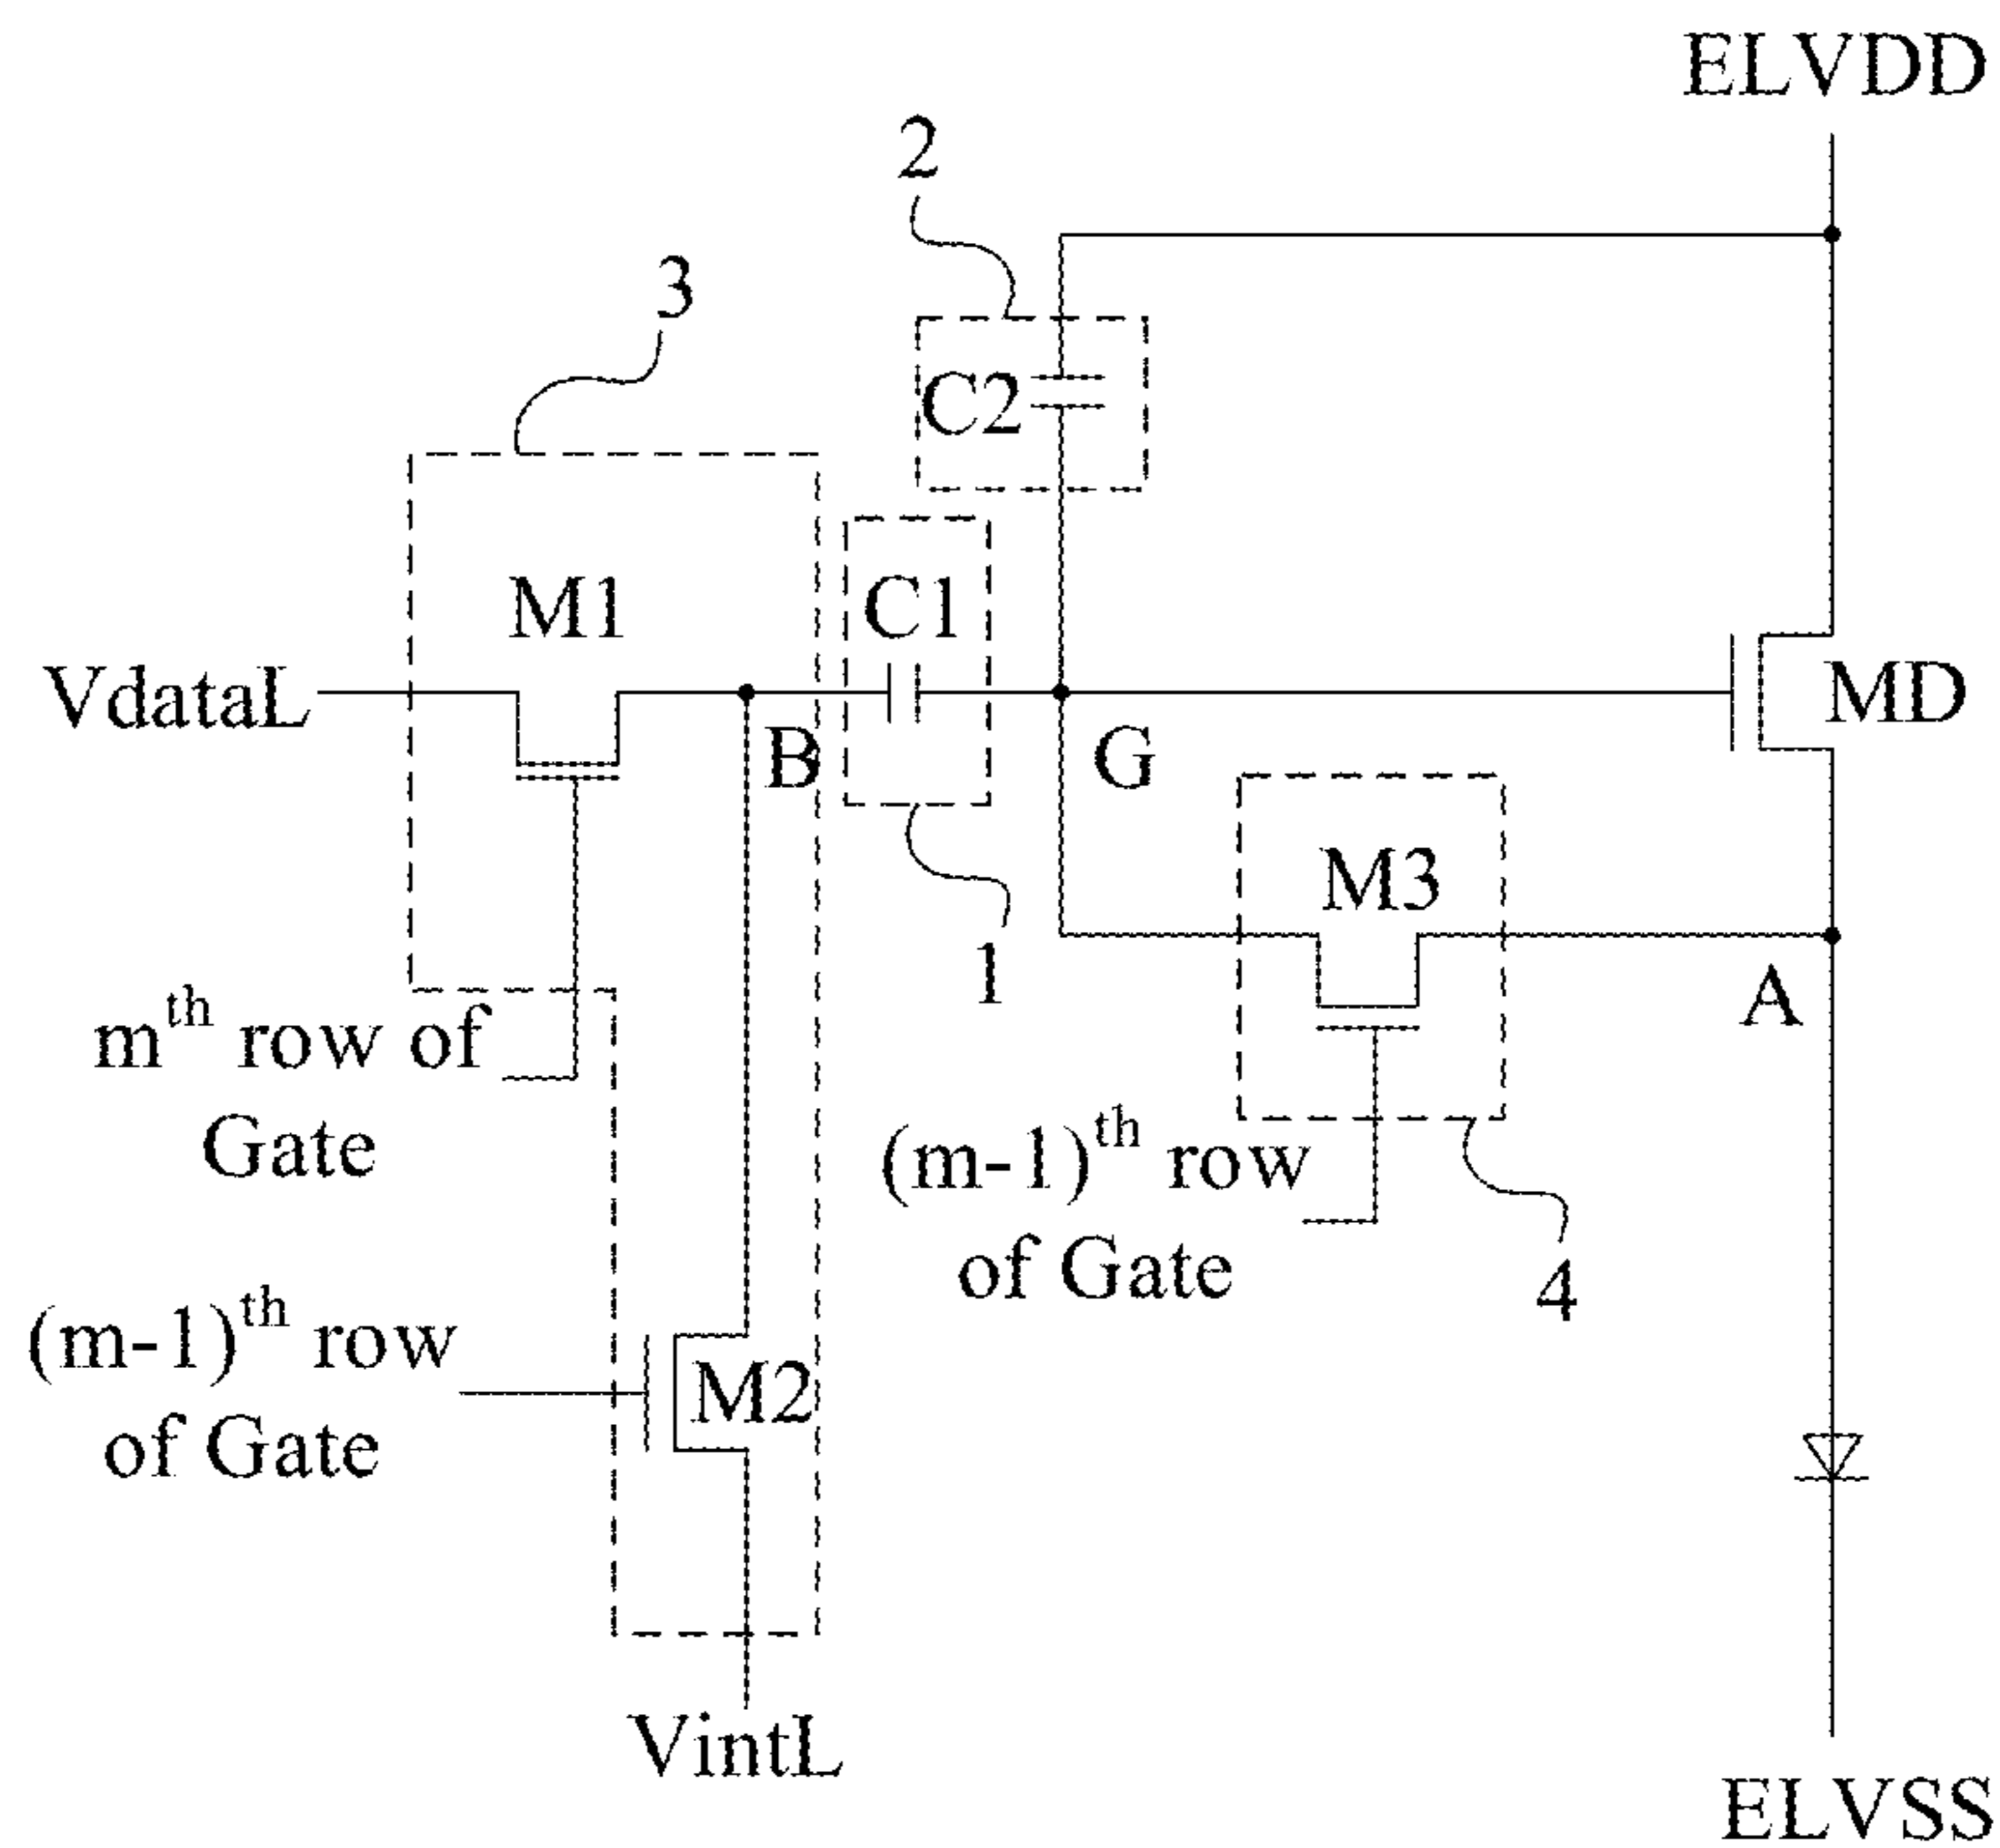 ELVDD
2
3
C2
M1
C1
VdataL
MD
B
G
M3
1
A
mth row of
Gate
(m-1)th row
of Gate
4
(m-1)th row
of Gate
M2
VintL
ELVSS